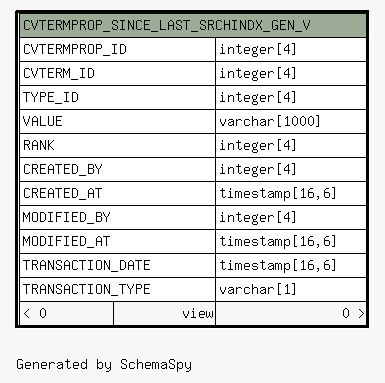 CVTERMPROP_SINCE_LAST_SRCHINDX_GEN_V
CVTERMPROP_ID integer[4]
CVTERM_ID integer[4]
TYPE_ID integer[4]
VALUE varchar[1000]
RANK integer[4]
CREATED_BY integer[4]
CREATED_AT timestamp[16,6]
MODIFIED_BY integer[4]
MODIFIED_AT timestamp[16,6]
TRANSACTION_DATE timestamp[16,6]
TRANSACTION_TYPE varchar[1]
< 0 view 0 >
Generated by SchemaSpy